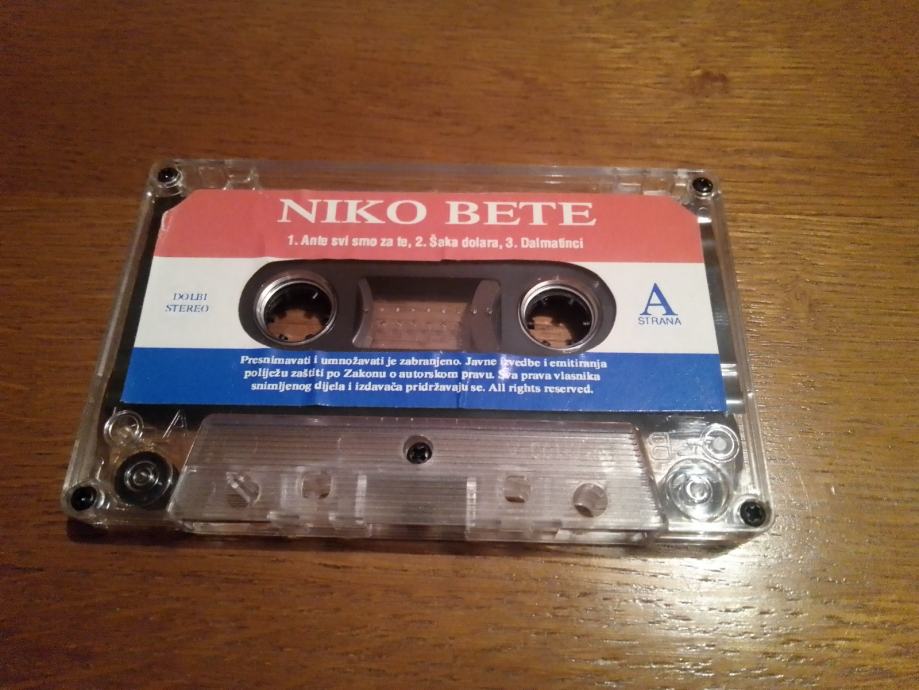 NIKO BETE
1. Ante svi smo za te, 2. Šaka dolara, 3. Dalmatinci
DOLBI
STEREO
A
STRANA
Presnimavati i umnožavati je zabranjeno. Javne izvedbe i emitiranja
poliježu zaštiti po Zakonu o autorskom pravu. Sva prava vlasnika
snimljenog dijela i izdavača pridržavaju se. All rights reserved.
A
B